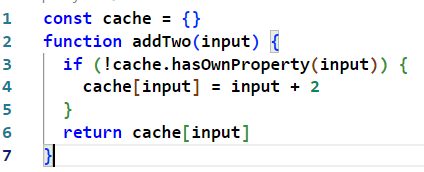 1 const cache = {}
2 function addTwo(input) {
3   if (!cache.hasOwnProperty(input)) {
4     cache[input] = input + 2
5   }
6   return cache[input]
7 }